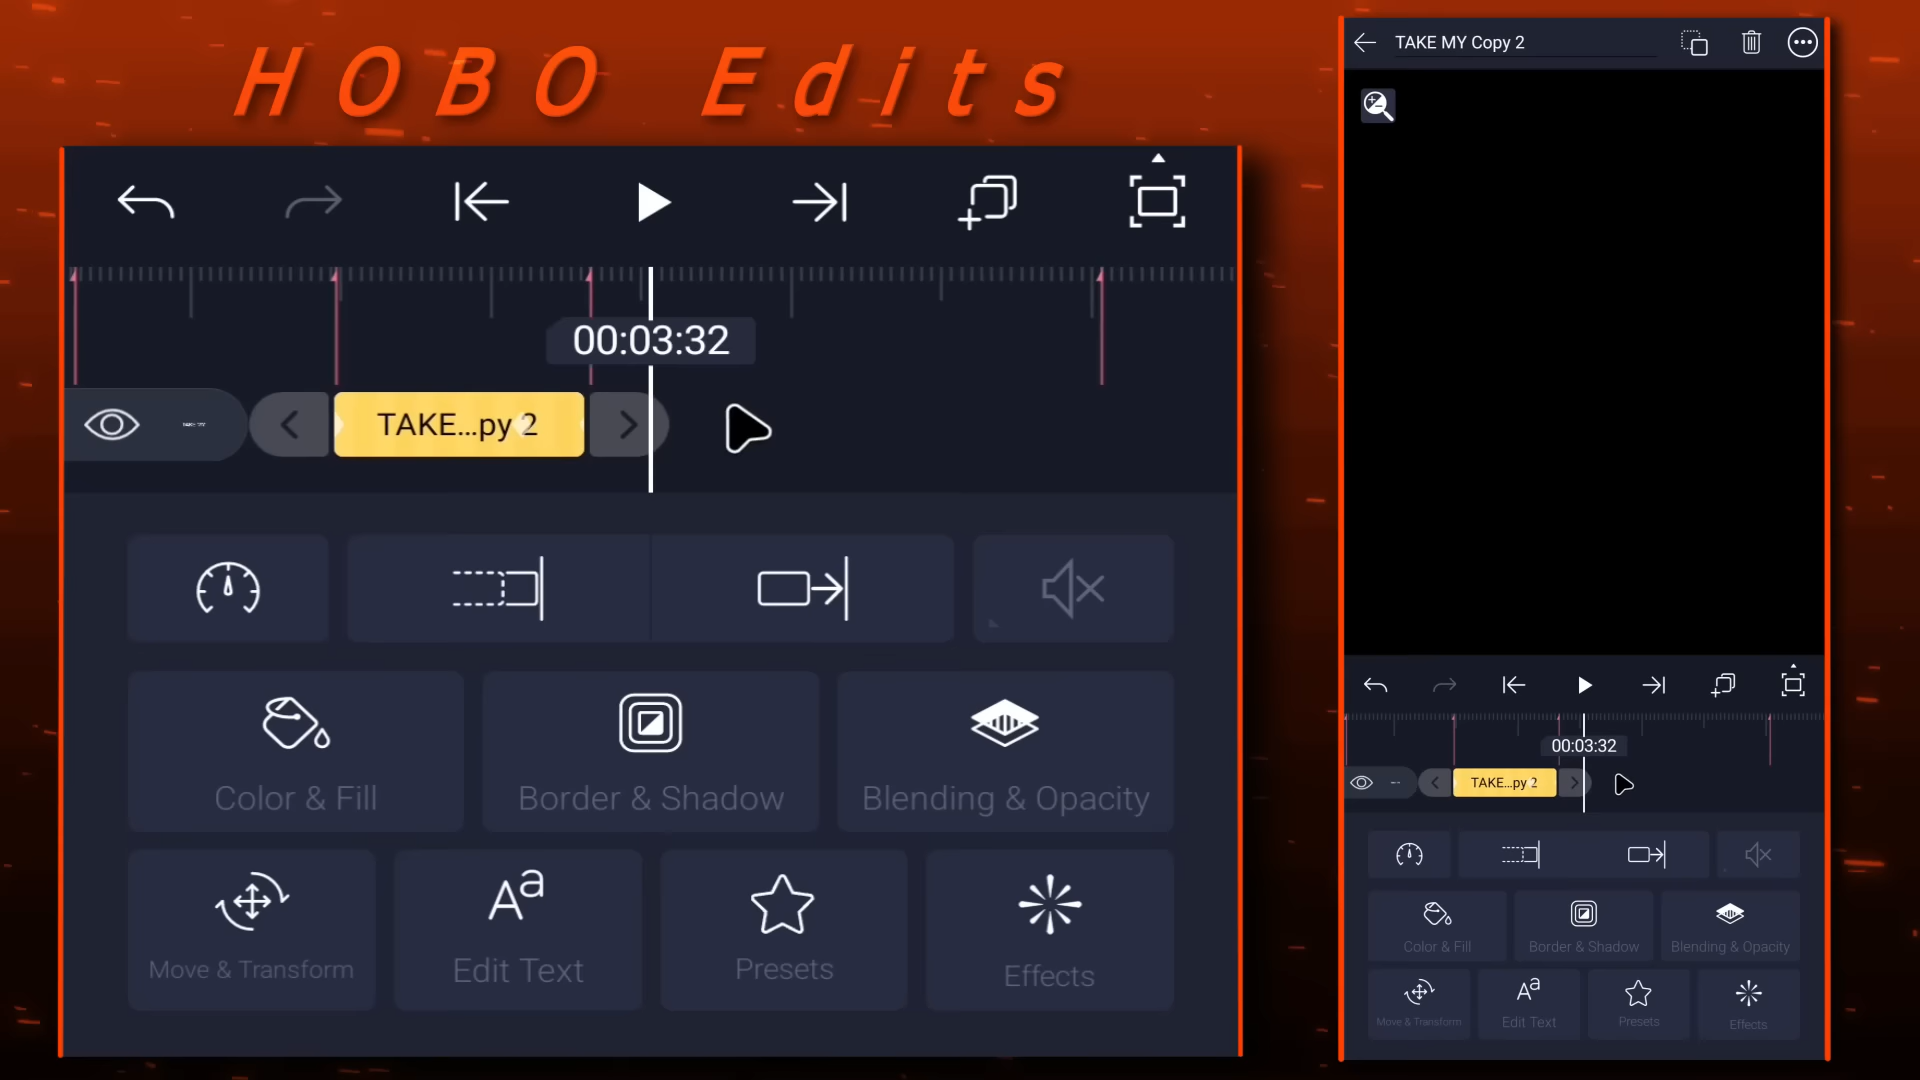 HOBO Edits
00:03:32
TAKE...py 2
Color & Fill
Border & Shadow
Blending & Opacity
Move & Transform
Edit Text
Presets
Effects
TAKE MY Copy 2
00:03:32
TAKE...py 2
Color & Fill
Border & Shadow
Blending & Opacity
Move & Transform
Edit Text
Presets
Effects